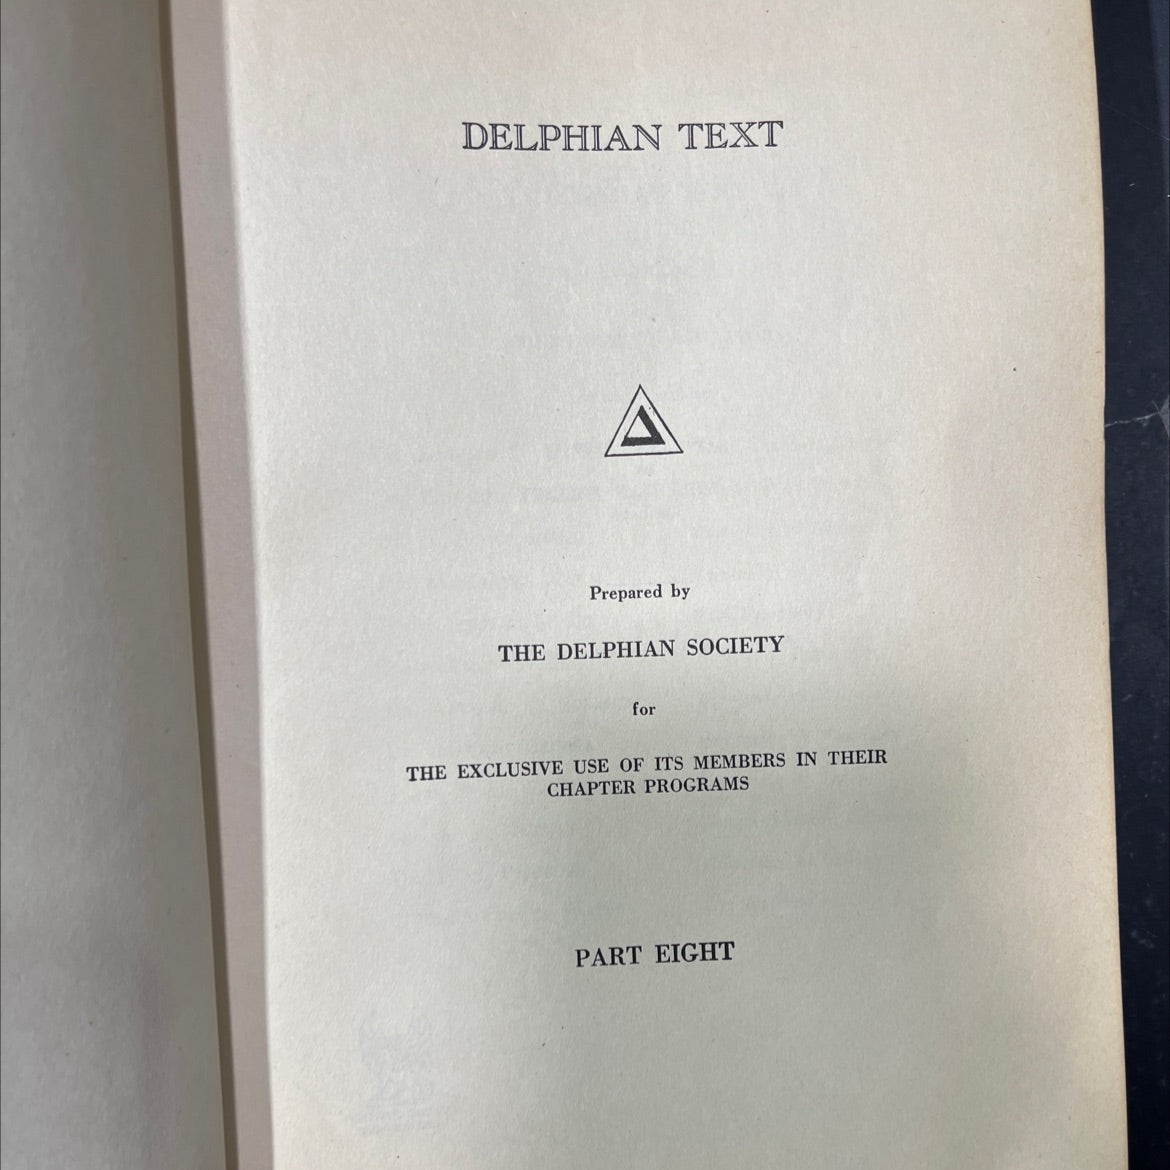 DELPHIAN TEXT
Prepared by
THE DELPHIAN SOCIETY
for
THE EXCLUSIVE USE OF ITS MEMBERS IN THEIR
CHAPTER PROGRAMS
PART EIGHT